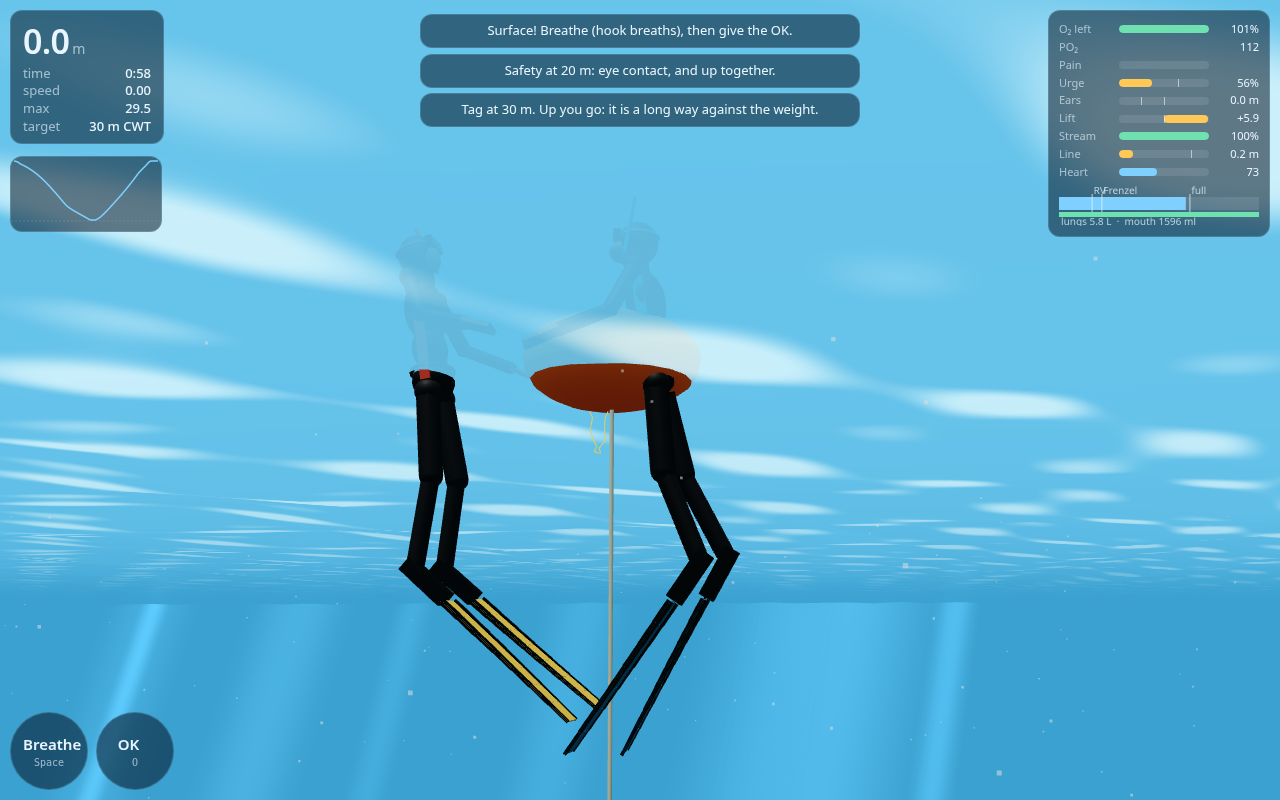 0.0 m
time 0:58
speed 0.00
max 29.5
target 30 m CWT
Surface! Breathe (hook breaths), then give the OK.
Safety at 20 m: eye contact, and up together.
Tag at 30 m. Up you go: it is a long way against the weight.
O₂ left 101%
PO₂ 112
Pain
Urge 56%
Ears 0.0 m
Lift +5.9
Stream 100%
Line 0.2 m
Heart 73
RV Frenzel full
lungs 5.8 L · mouth 1596 ml
Breathe
Space
OK
0